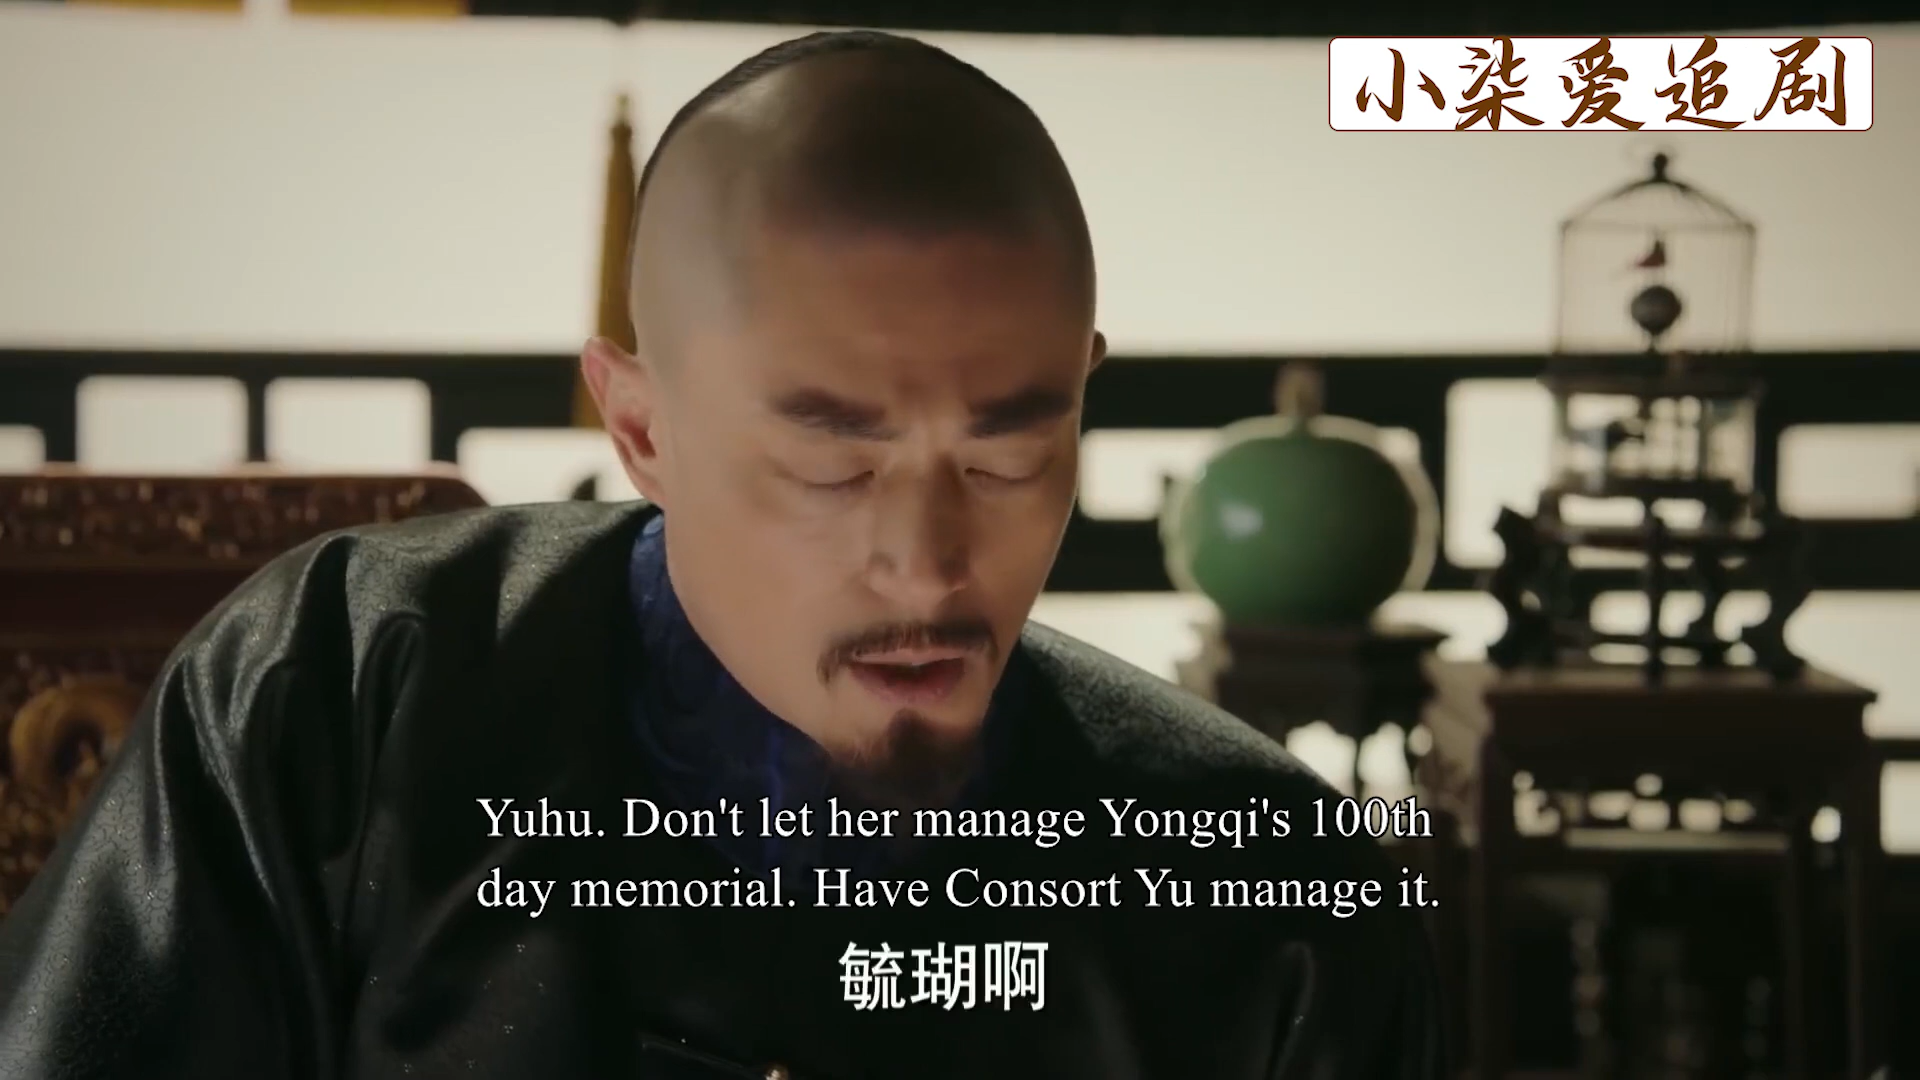 小柒爱追剧
Yuhu. Don't let her manage Yongqi's 100th
day memorial. Have Consort Yu manage it.
毓瑚啊